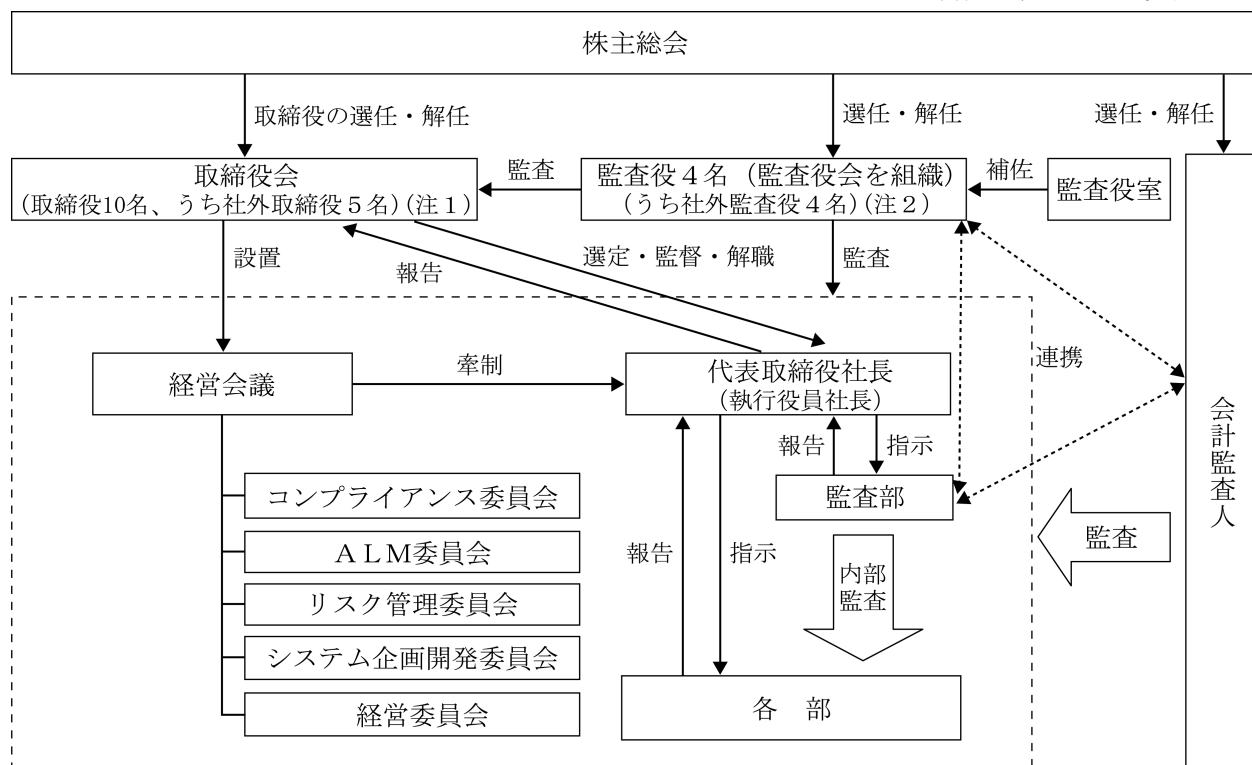 株主総会
取締役の選任・解任
選任・解任
選任・解任
取締役会
(取締役10名、うち社外取締役５名)(注１)
監査
監査役４名（監査役会を組織）
(うち社外監査役４名)(注２)
補佐
監査役室
設置
報告
選定・監督・解職
監査
経営会議
牽制
代表取締役社長
(執行役員社長)
連携
会計監査人
報告
指示
監査部
監査
コンプライアンス委員会
ＡＬＭ委員会
リスク管理委員会
システム企画開発委員会
経営委員会
報告
指示
内部
監査
各　部